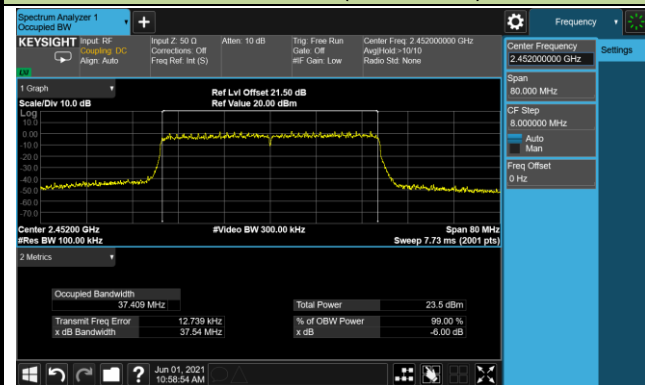 Spectrum Analyzer 1
Occupied BW
Frequency
KEYSIGHT
Input: RF
Coupling: DC
Align: Auto
Input Z: 50 Ω
Corrections: Off
Freq Ref: Int (S)
Atten: 10 dB
Trig: Free Run
Gate: Off
#IF Gain: Low
Center Freq: 2.452000000 GHz
Avg|Hold:>10/10
Radio Std: None
Center Frequency
2.452000000 GHz
Settings
Span
80.000 MHz
CF Step
8.000000 MHz
Auto
Man
Freq Offset
0 Hz
1 Graph
Scale/Div 10.0 dB
Ref Lvl Offset 21.50 dB
Ref Value 20.00 dBm
Log
10.0
0.00
-10.0
-20.0
-30.0
-40.0
-50.0
-60.0
-70.0
Center 2.45200 GHz
#Res BW 100.00 kHz
#Video BW 300.00 kHz
Span 80 MHz
Sweep 7.73 ms (2001 pts)
2 Metrics
Occupied Bandwidth
37.409 MHz
Transmit Freq Error 12.739 kHz
x dB Bandwidth 37.54 MHz
Total Power 23.5 dBm
% of OBW Power 99.00 %
x dB -6.00 dB
Jun 01, 2021
10:58:54 AM